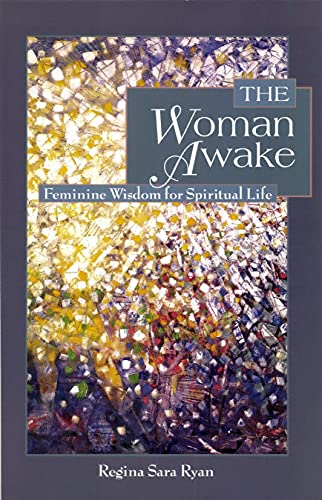 THE
Woman
Awake
Feminine Wisdom for Spiritual Life
Regina Sara Ryan